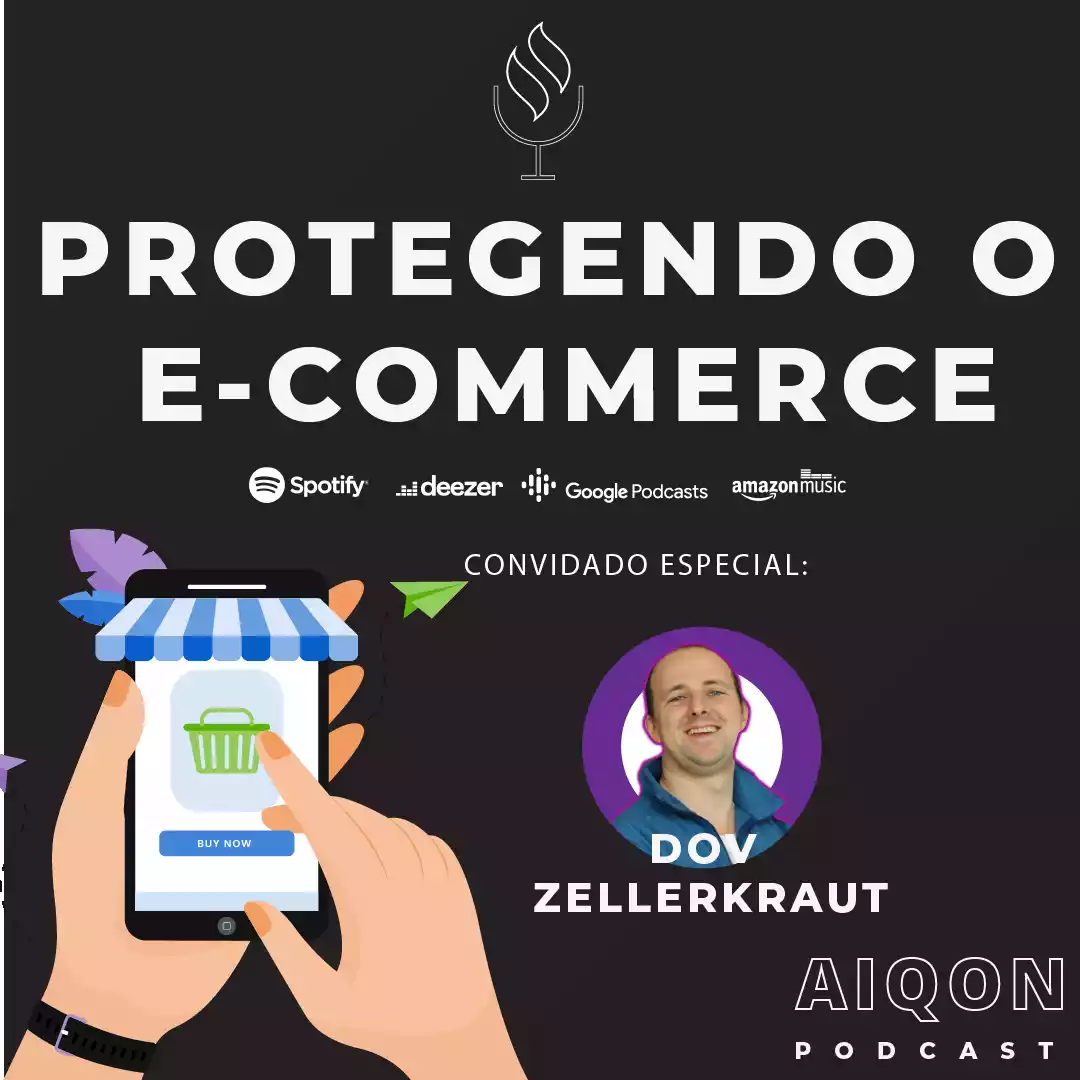 PROTEGENDO O
E-COMMERCE
Spotify deezer Google Podcasts amazon music
CONVIDADO ESPECIAL:
BUY NOW
DOV
ZELLERKRAUT
AIQON
PODCAST